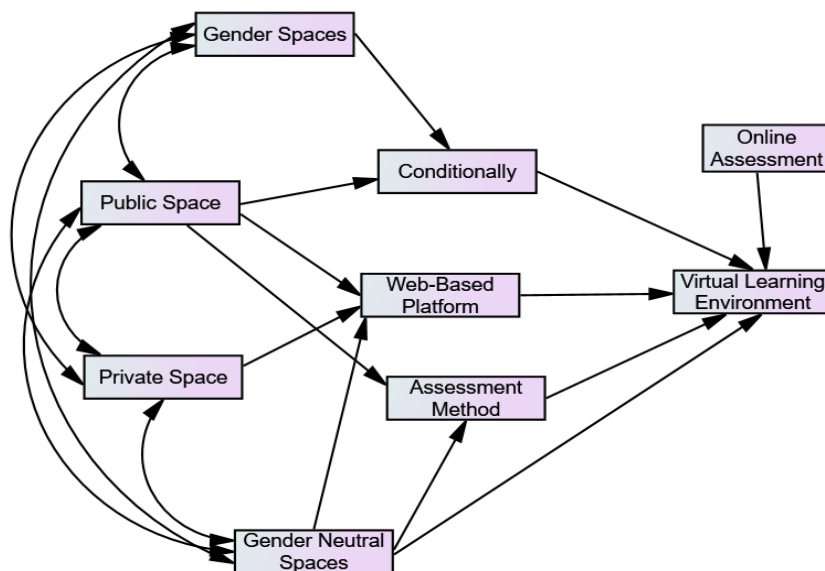 Gender Spaces
Conditionally
Online
Assessment
Public Space
Web-Based
Platform
Virtual Learning
Environment
Private Space
Assessment
Method
Gender Neutral
Spaces